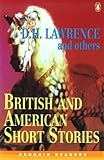 D.H. LAWRENCE
and others
BRITISH AND
AMERICAN
SHORT STORIES
PENGUIN READERS